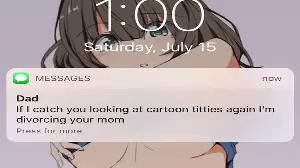 1:00
Saturday, July 15
MESSAGES now
Dad
If I catch you looking at cartoon titties again I'm
divorcing your mom
Press for more